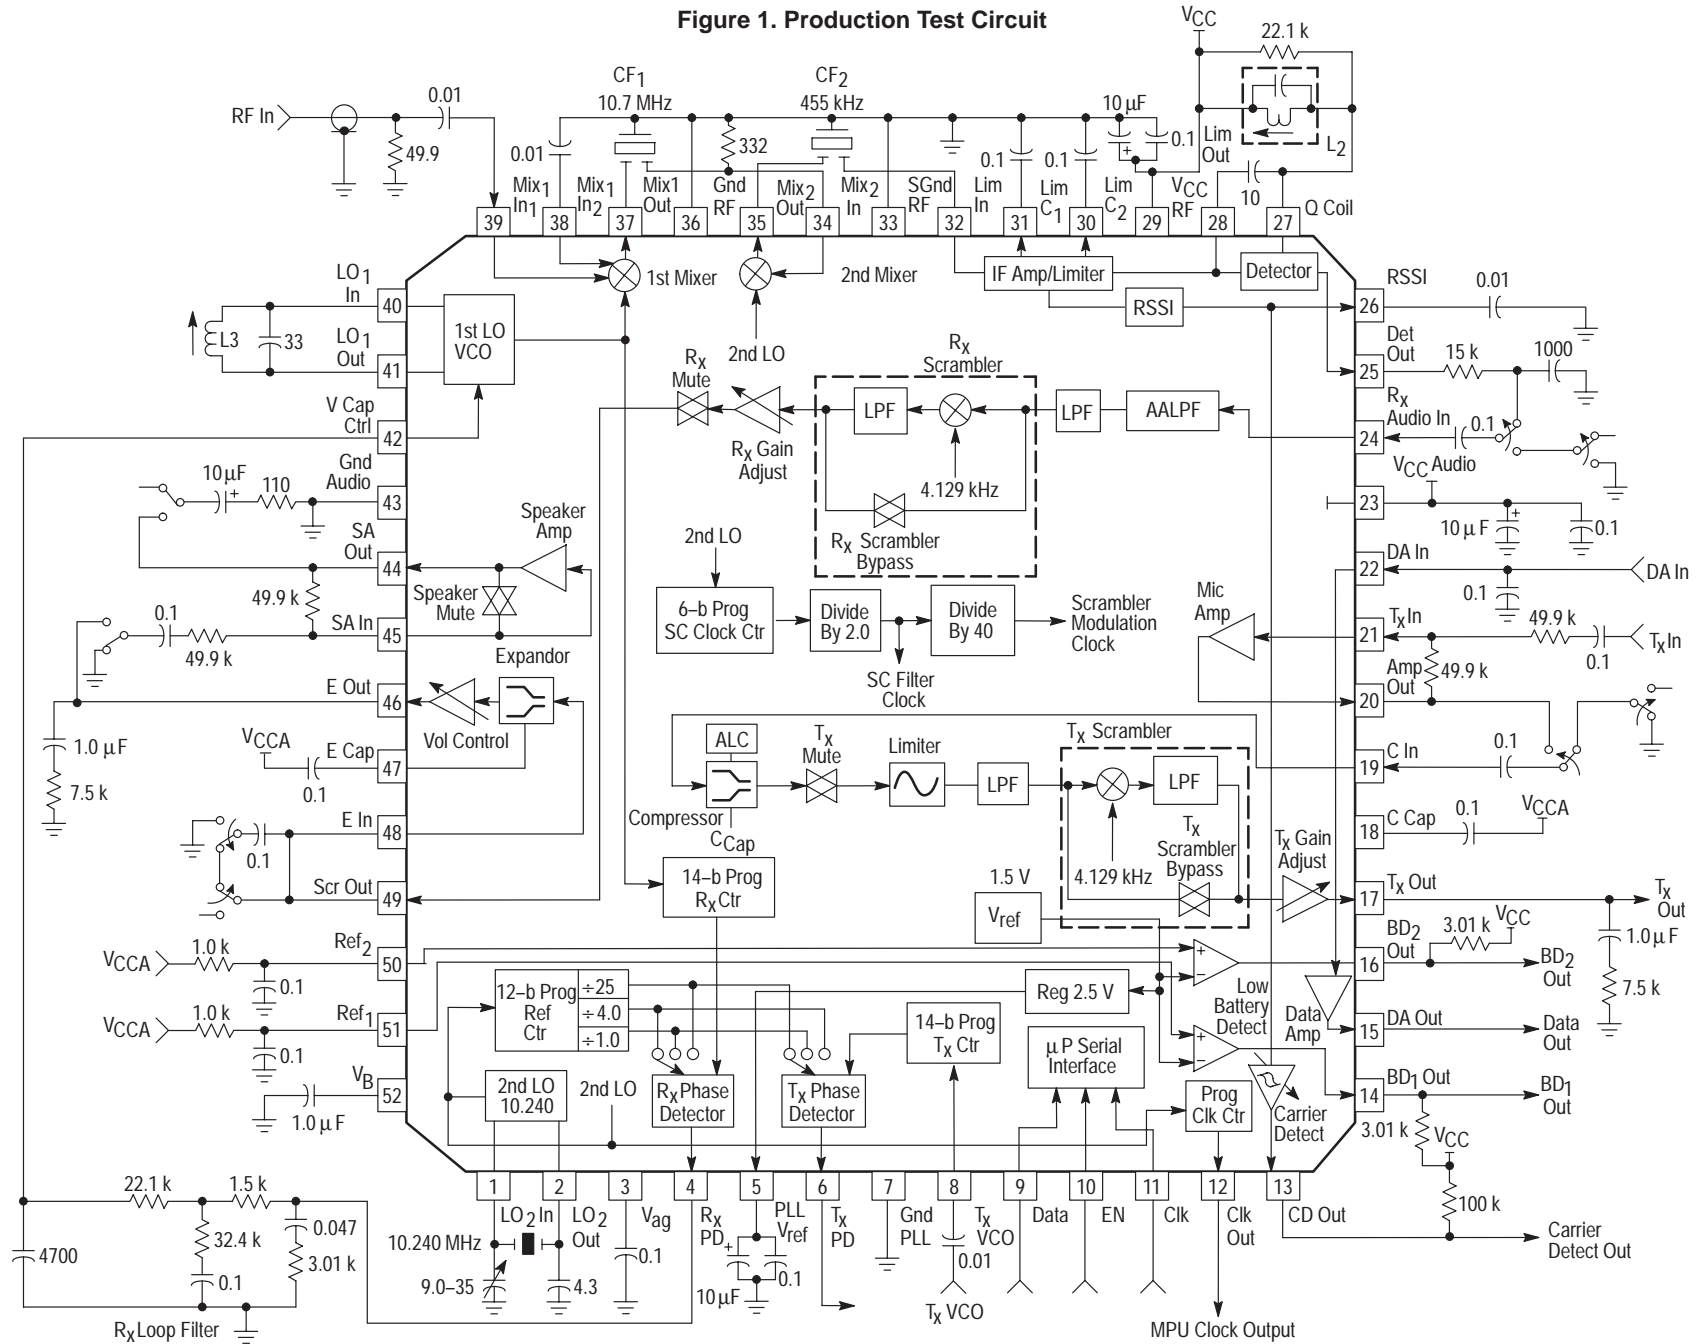 Figure 1. Production Test Circuit
VCC
22.1 k
L2
Lim
Out
10
CF1
10.7 MHz
CF2
455 kHz
10 µF
+
0.1
RF In
0.01
49.9
0.01
332
0.1
0.1
Mix1
In1
Mix1
In2
Mix1
Out
Gnd
RF
Mix2
Out
Mix2
In
SGnd
RF
Lim
In
Lim
C1
Lim
C2
VCC
RF
Q Coil
39
38
37
36
35
34
33
32
31
30
29
28
27
1st Mixer
2nd Mixer
IF Amp/Limiter
Detector
RSSI
RSSI
26
0.01
LO1
In
40
L3
33
LO1
Out
41
1st LO
VCO
2nd LO
Det
Out
25
15 k
1000
V Cap
Ctrl
42
Rx
Mute
Rx Gain
Adjust
Rx
Scrambler
LPF
4.129 kHz
Rx Scrambler
Bypass
LPF
AALPF
Rx
Audio In
24
0.1
Gnd
Audio
43
10 µF
+
110
VCC Audio
23
10 µF
+
0.1
SA
Out
44
Speaker
Amp
Speaker
Mute
49.9 k
2nd LO
6–b Prog
SC Clock Ctr
Divide
By 2.0
Divide
By 40
Scrambler
Modulation
Clock
SC Filter
Clock
DA In
22
0.1
DA In
SA In
45
0.1
49.9 k
Mic
Amp
Tx In
21
49.9 k
0.1
Tx In
Amp
Out
20
49.9 k
Expandor
E Out
46
Vol Control
1.0 µF
7.5 k
E Cap
47
VCCA
0.1
ALC
Compressor
CCap
Tx
Mute
Limiter
LPF
Tx Scrambler
LPF
4.129 kHz
Tx
Scrambler
Bypass
Tx Gain
Adjust
C In
19
0.1
C Cap
18
0.1
VCCA
E In
48
0.1
Scr Out
49
14–b Prog
Rx Ctr
1.5 V
Vref
Tx Out
17
Tx
Out
1.0 µF
7.5 k
VCCA
1.0 k
0.1
Ref2
50
BD2
Out
16
3.01 k
VCC
BD2
Out
VCCA
1.0 k
0.1
Ref1
51
12–b Prog
Ref
Ctr
÷25
÷4.0
÷1.0
Reg 2.5 V
+
–
+
–
Low
Battery
Detect
Data
Amp
DA Out
15
Data
Out
14–b Prog
Tx Ctr
µP Serial
Interface
VB
52
1.0 µF
2nd LO
10.240
2nd LO
Rx Phase
Detector
Tx Phase
Detector
Prog
Clk Ctr
Carrier
Detect
BD1 Out
14
BD1
Out
3.01 k
VCC
100 k
1
2
3
4
5
6
7
8
9
10
11
12
13
LO2 In
LO2
Out
Vag
Rx
PD
PLL
Vref
Tx
PD
Gnd
PLL
Tx
VCO
Data
EN
Clk
Clk
Out
CD Out
Carrier
Detect Out
22.1 k
1.5 k
32.4 k
0.1
0.047
3.01 k
4700
Rx Loop Filter
10.240 MHz
9.0–35
4.3
0.1
+
10 µF
0.1
0.01
Tx VCO
MPU Clock Output